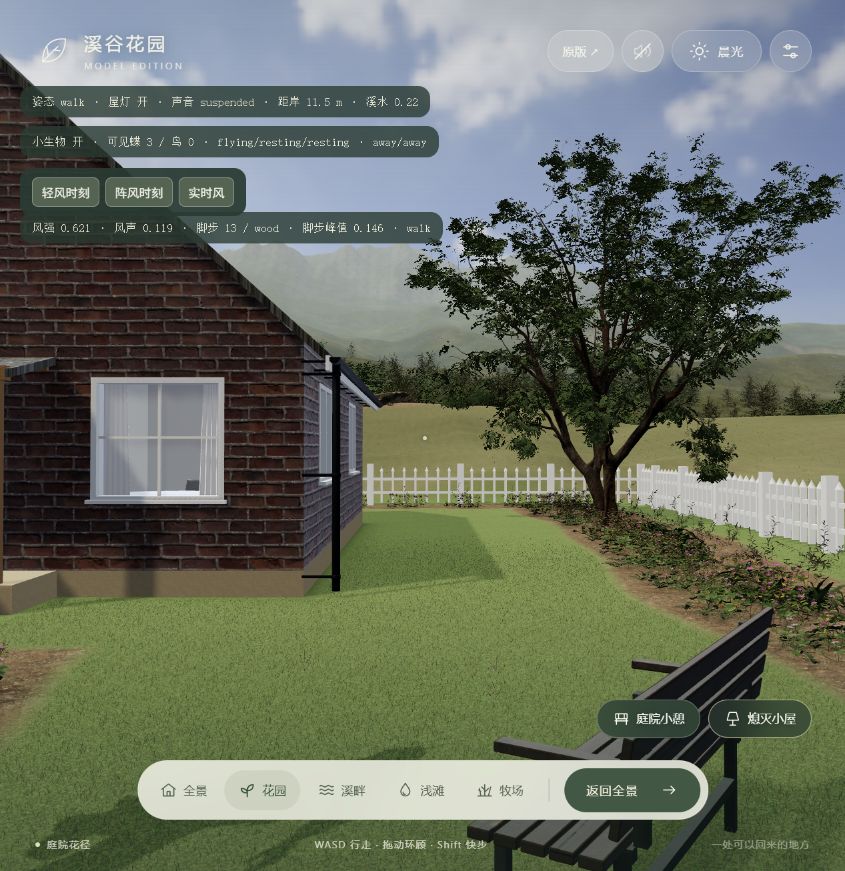 溪谷花园
MODEL EDITION
原版 ↗
晨光
姿态 walk · 屋灯 开 · 声音 suspended · 距岸 11.5 m · 溪水 0.22
小生物 开 · 可见蝶 3 / 鸟 0 · flying/resting/resting · away/away
轻风时刻 阵风时刻 实时风
风强 0.621 · 风声 0.119 · 脚步 13 / wood · 脚步峰值 0.146 · walk
庭院小憩 熄灭小屋
全景 花园 溪畔 浅滩 牧场 返回全景 →
庭院花径 WASD 行走 · 拖动环顾 · Shift 快步 一处可以回来的地方